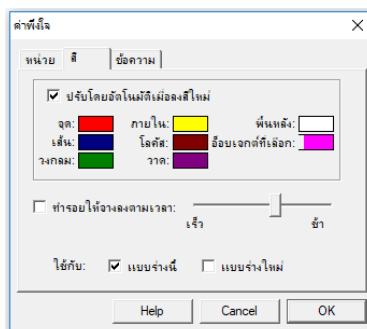 ค่าพึงใจ
หน่วย สี ข้อความ
ปรับโดยอัตโนมัติเมื่อลงสีใหม่
จุด: ภายใน: พื้นหลัง:
เส้น: โลคัส: อ็อบเจกต์ที่เลือก:
วงกลม: วาด:
ทำรอยให้จางลงตามเวลา:
เร็ว ช้า
ใช้กับ: แบบร่างนี้ แบบร่างใหม่
Help Cancel OK